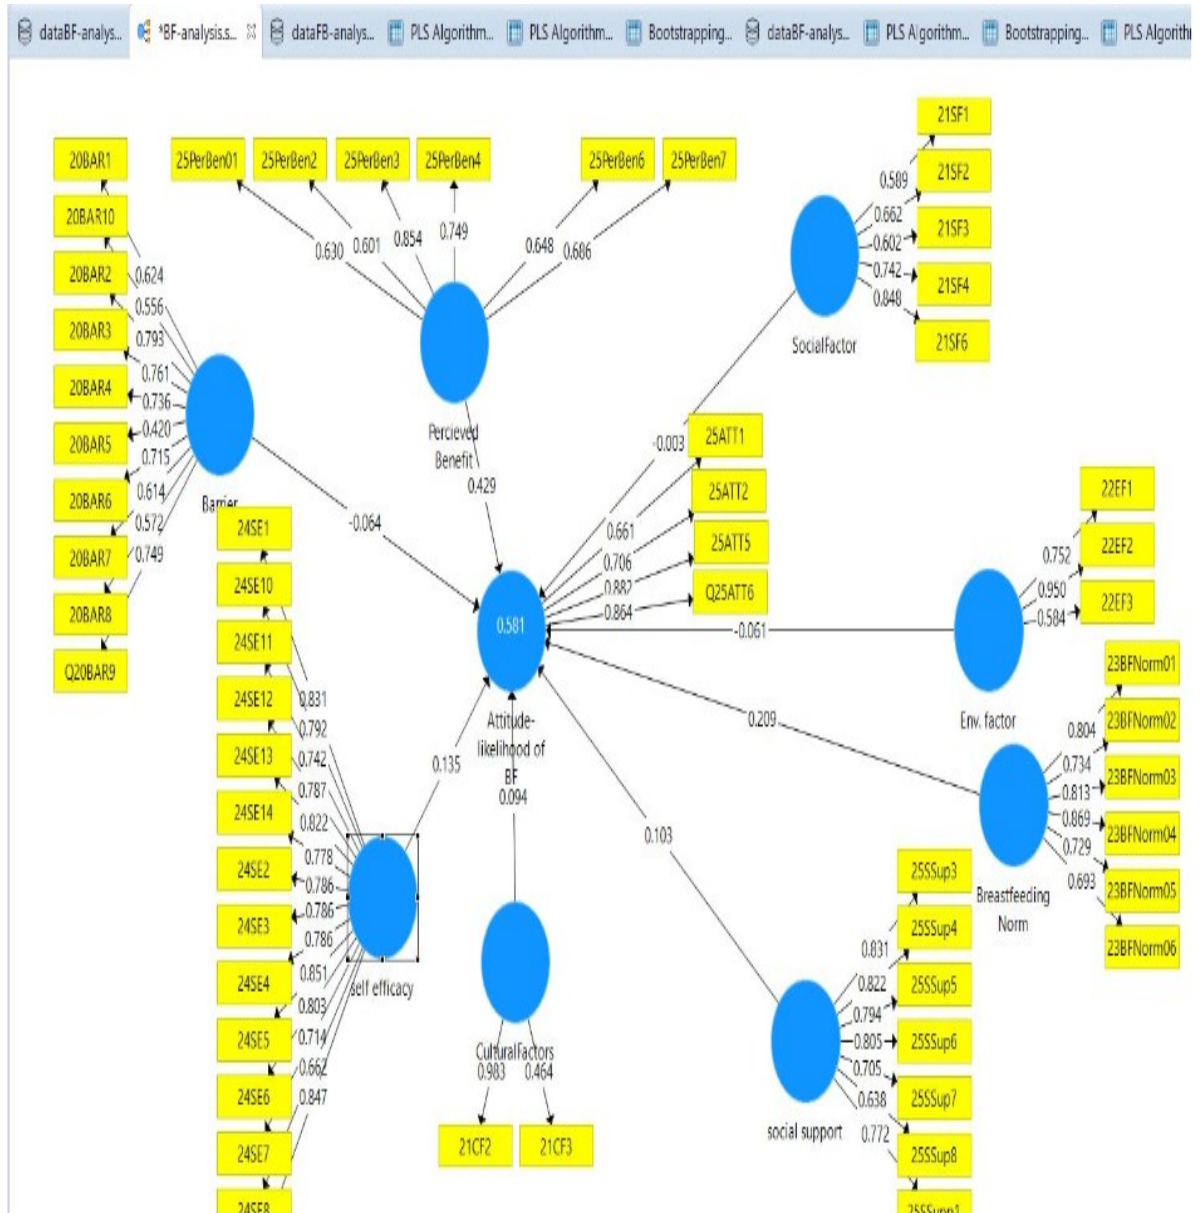 dataBF-analys...
*BF-analysis.s...
dataFB-analys...
PLS Algorithm...
PLS Algorithm...
Bootstrapping...
dataBF-analys...
PLS Algorithm...
Bootstrapping...
PLS Algorith
20BAR1
20BAR10
20BAR2
20BAR3
20BAR4
20BAR5
20BAR6
20BAR7
20BAR8
Q20BAR9
0.624
0.556
0.793
0.761
0.736
0.420
0.715
0.614
0.572
0.749
Barrier
-0.064
25PerBen01
25PerBen2
25PerBen3
25PerBen4
25PerBen6
25PerBen7
0.630
0.601
0.854
0.749
0.648
0.686
Percieved
Benefit
0.429
21SF1
21SF2
21SF3
21SF4
21SF6
0.589
0.662
0.602
0.742
0.848
SocialFactor
-0.003
25ATT1
25ATT2
25ATT5
Q25ATT6
0.661
0.706
0.882
0.864
0.581
Attitude-
likelihood of
BF
22EF1
22EF2
22EF3
0.752
0.950
0.584
Env. factor
-0.061
23BFNorm01
23BFNorm02
23BFNorm03
23BFNorm04
23BFNorm05
23BFNorm06
0.804
0.734
0.813
0.869
0.729
0.693
Breastfeeding
Norm
0.209
24SE1
24SE10
24SE11
24SE12
24SE13
24SE14
24SE2
24SE3
24SE4
24SE5
24SE6
24SE7
24SE8
0.831
0.792
0.742
0.787
0.822
0.778
0.786
0.786
0.786
0.851
0.803
0.714
0.662
0.847
self efficacy
0.135
0.094
CulturalFactors
0.983
0.464
21CF2
21CF3
0.103
25SSup3
25SSup4
25SSup5
25SSup6
25SSup7
25SSup8
25SSupp1
0.831
0.822
0.794
0.805
0.705
0.638
0.772
social support